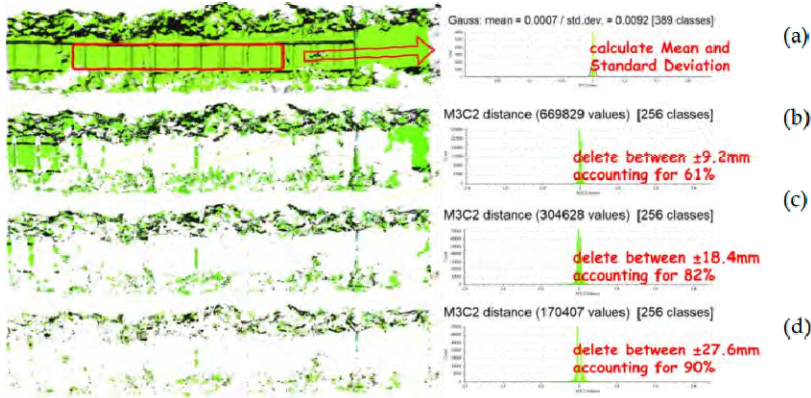 Gauss: mean = 0.0007 / std.dev. = 0.0092 [389 classes]
calculate Mean and
Standard Deviation
(a)
M3C2 distance (669829 values) [256 classes]
delete between ±9.2mm
accounting for 61%
(b)
M3C2 distance (304628 values) [256 classes]
delete between ±18.4mm
accounting for 82%
(c)
M3C2 distance (170407 values) [256 classes]
delete between ±27.6mm
accounting for 90%
(d)